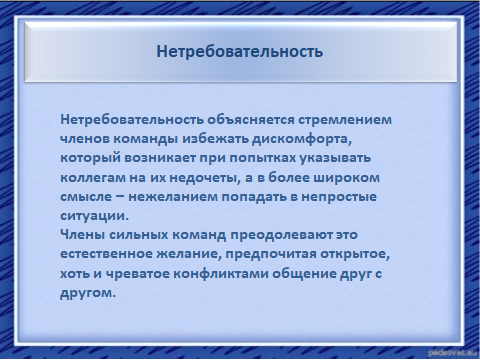 Нетребовательность
Нетребовательность объясняется стремлением
членов команды избежать дискомфорта,
который возникает при попытках указывать
коллегам на их недочеты, а в более широком
смысле – нежеланием попадать в непростые
ситуации.
Члены сильных команд преодолевают это
естественное желание, предпочитая открытое,
хоть и чреватое конфликтами общение друг с
другом.
pedsovet.su